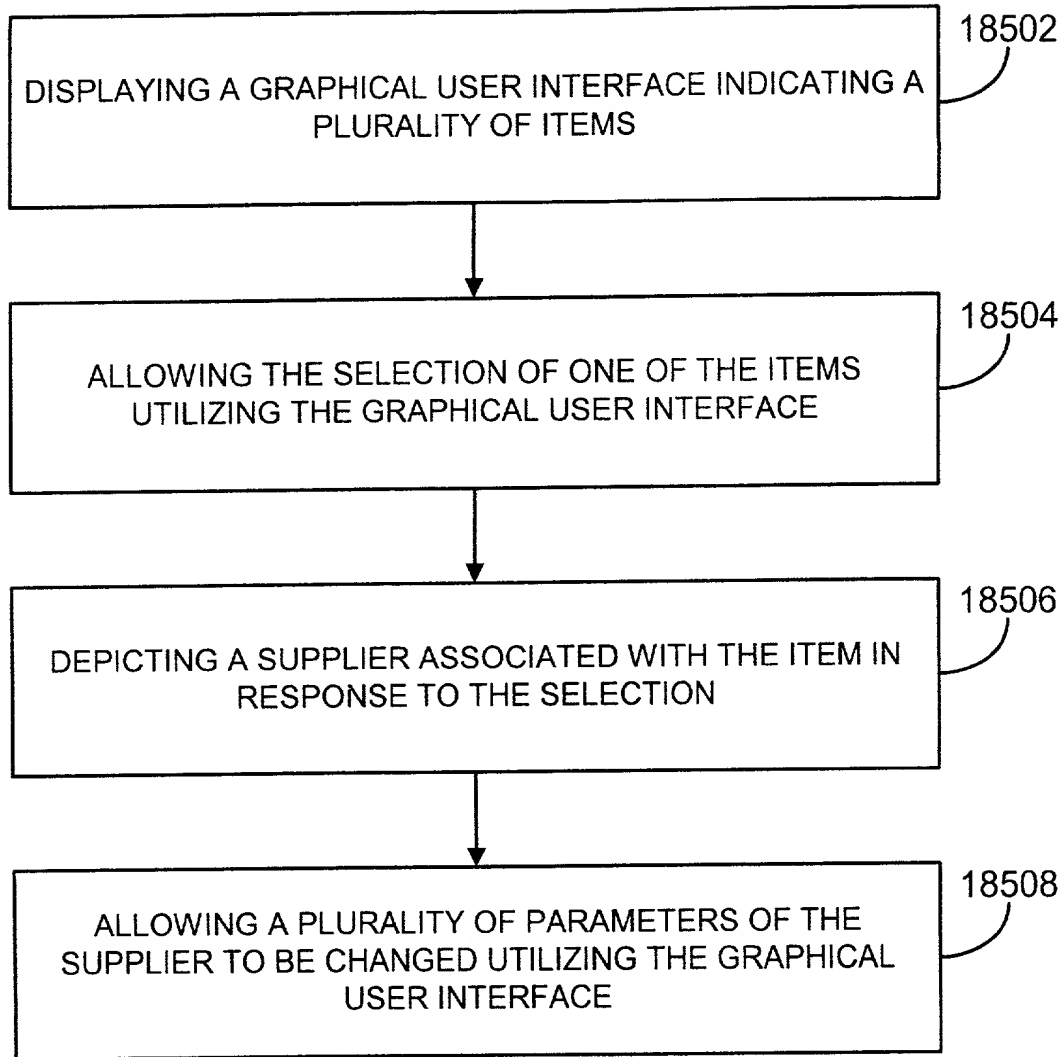 18502
DISPLAYING A GRAPHICAL USER INTERFACE INDICATING A
PLURALITY OF ITEMS
18504
ALLOWING THE SELECTION OF ONE OF THE ITEMS
UTILIZING THE GRAPHICAL USER INTERFACE
18506
DEPICTING A SUPPLIER ASSOCIATED WITH THE ITEM IN
RESPONSE TO THE SELECTION
18508
ALLOWING A PLURALITY OF PARAMETERS OF THE
SUPPLIER TO BE CHANGED UTILIZING THE GRAPHICAL
USER INTERFACE